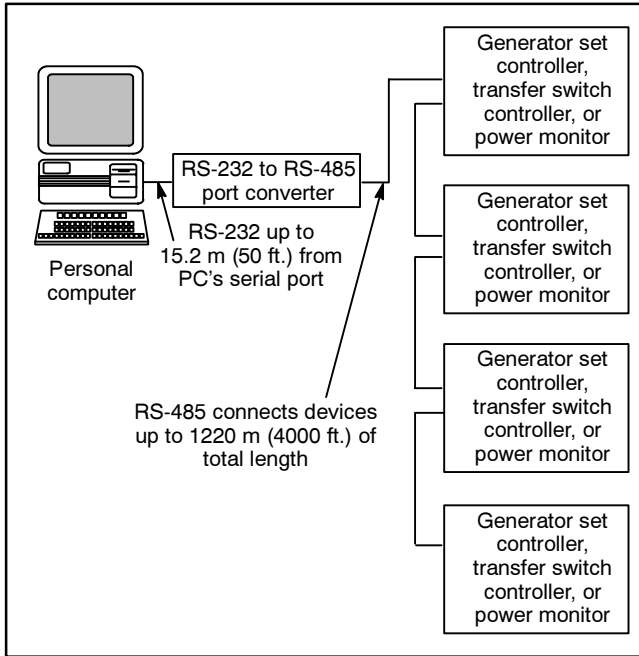 Generator set
controller,
transfer switch
controller, or
power monitor
RS-232 to RS-485
port converter
Personal
computer
RS-232 up to
15.2 m (50 ft.) from
PC’s serial port
Generator set
controller,
transfer switch
controller, or
power monitor
RS-485 connects devices
up to 1220 m (4000 ft.) of
total length
Generator set
controller,
transfer switch
controller, or
power monitor
Generator set
controller,
transfer switch
controller, or
power monitor